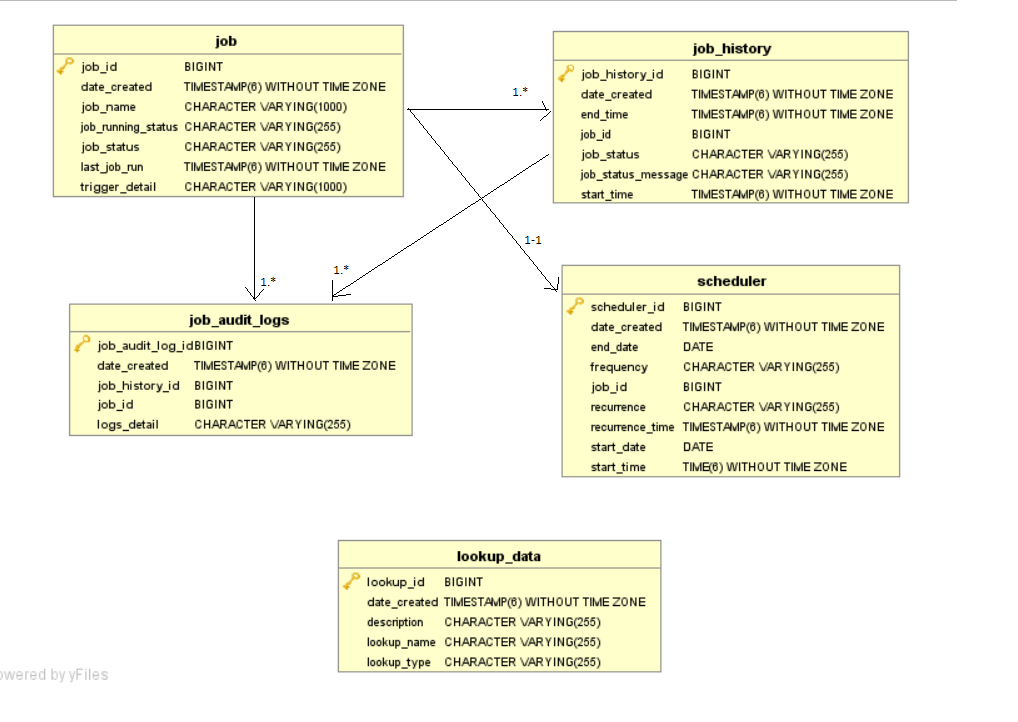 job
job_id BIGINT
date_created TIMESTAMP(6) WITHOUT TIME ZONE
job_name CHARACTER VARYING(1000)
job_running_status CHARACTER VARYING(255)
job_status CHARACTER VARYING(255)
last_job_run TIMESTAMP(6) WITHOUT TIME ZONE
trigger_detail CHARACTER VARYING(1000)
1.*
job_history
job_history_id BIGINT
date_created TIMESTAMP(6) WITHOUT TIME ZONE
end_time TIMESTAMP(6) WITHOUT TIME ZONE
job_id BIGINT
job_status CHARACTER VARYING(255)
job_status_message CHARACTER VARYING(255)
start_time TIMESTAMP(6) WITHOUT TIME ZONE
1-1
1.*
1.*
job_audit_logs
job_audit_log_id BIGINT
date_created TIMESTAMP(6) WITHOUT TIME ZONE
job_history_id BIGINT
job_id BIGINT
logs_detail CHARACTER VARYING(255)
scheduler
scheduler_id BIGINT
date_created TIMESTAMP(6) WITHOUT TIME ZONE
end_date DATE
frequency CHARACTER VARYING(255)
job_id BIGINT
recurrence CHARACTER VARYING(255)
recurrence_time TIMESTAMP(6) WITHOUT TIME ZONE
start_date DATE
start_time TIME(6) WITHOUT TIME ZONE
lookup_data
lookup_id BIGINT
date_created TIMESTAMP(6) WITHOUT TIME ZONE
description CHARACTER VARYING(255)
lookup_name CHARACTER VARYING(255)
lookup_type CHARACTER VARYING(255)
owered by yFiles